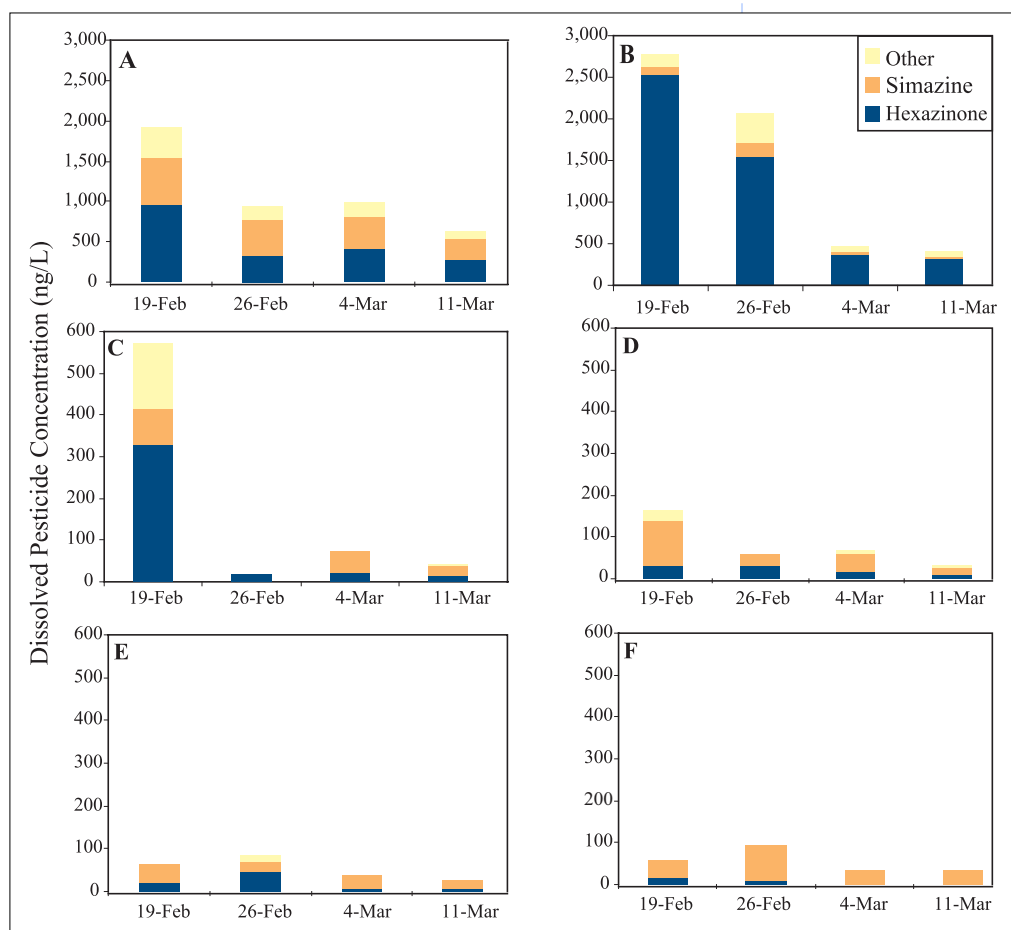 Dissolved Pesticide Concentration (ng/L)
A
3,000
2,500
2,000
1,500
1,000
500
0
19-Feb 26-Feb 4-Mar 11-Mar
B
3,000
2,500
2,000
1,500
1,000
500
0
19-Feb 26-Feb 4-Mar 11-Mar
Other
Simazine
Hexazinone
C
600
500
400
300
200
100
0
19-Feb 26-Feb 4-Mar 11-Mar
D
600
500
400
300
200
100
0
19-Feb 26-Feb 4-Mar 11-Mar
E
600
500
400
300
200
100
0
19-Feb 26-Feb 4-Mar 11-Mar
F
600
500
400
300
200
100
0
19-Feb 26-Feb 4-Mar 11-Mar